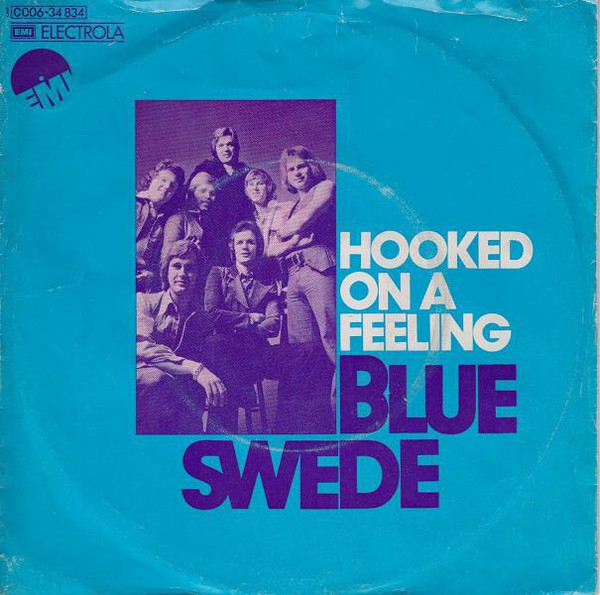 C006-34 834
EMI ELECTROLA
EMI
HOOKED
ON A
FEELING
BLUE
SWEDE